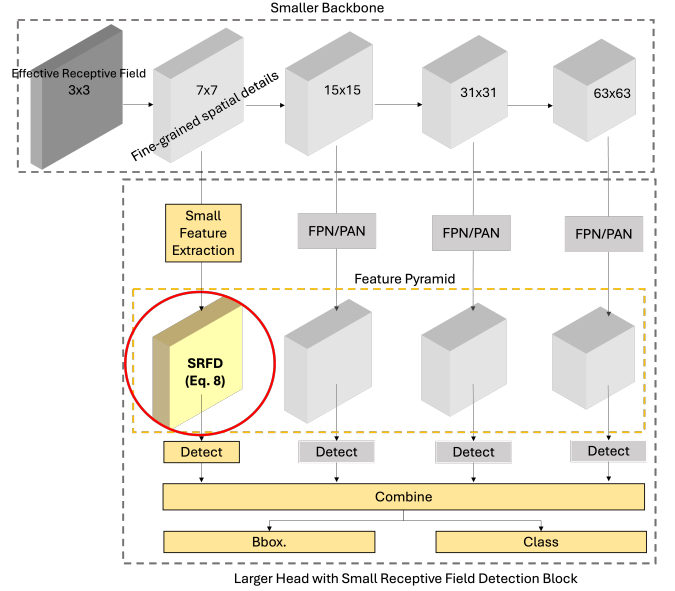 Smaller Backbone
Effective Receptive Field
3x3
7x7
15x15
31x31
63x63
Fine-grained spatial details
Small
Feature
Extraction
FPN/PAN
FPN/PAN
FPN/PAN
Feature Pyramid
SRFD
(Eq. 8)
Detect
Detect
Detect
Detect
Combine
Bbox.
Class
Larger Head with Small Receptive Field Detection Block